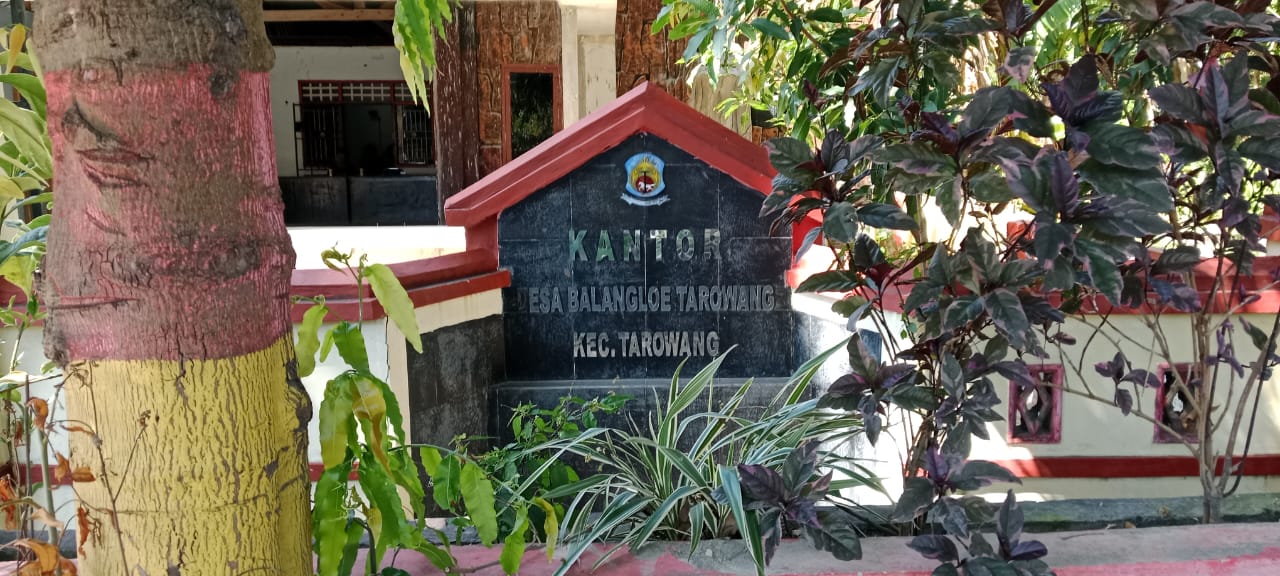 KANTOR
DESA BALANGLOE TAROWANG
KEC. TAROWANG